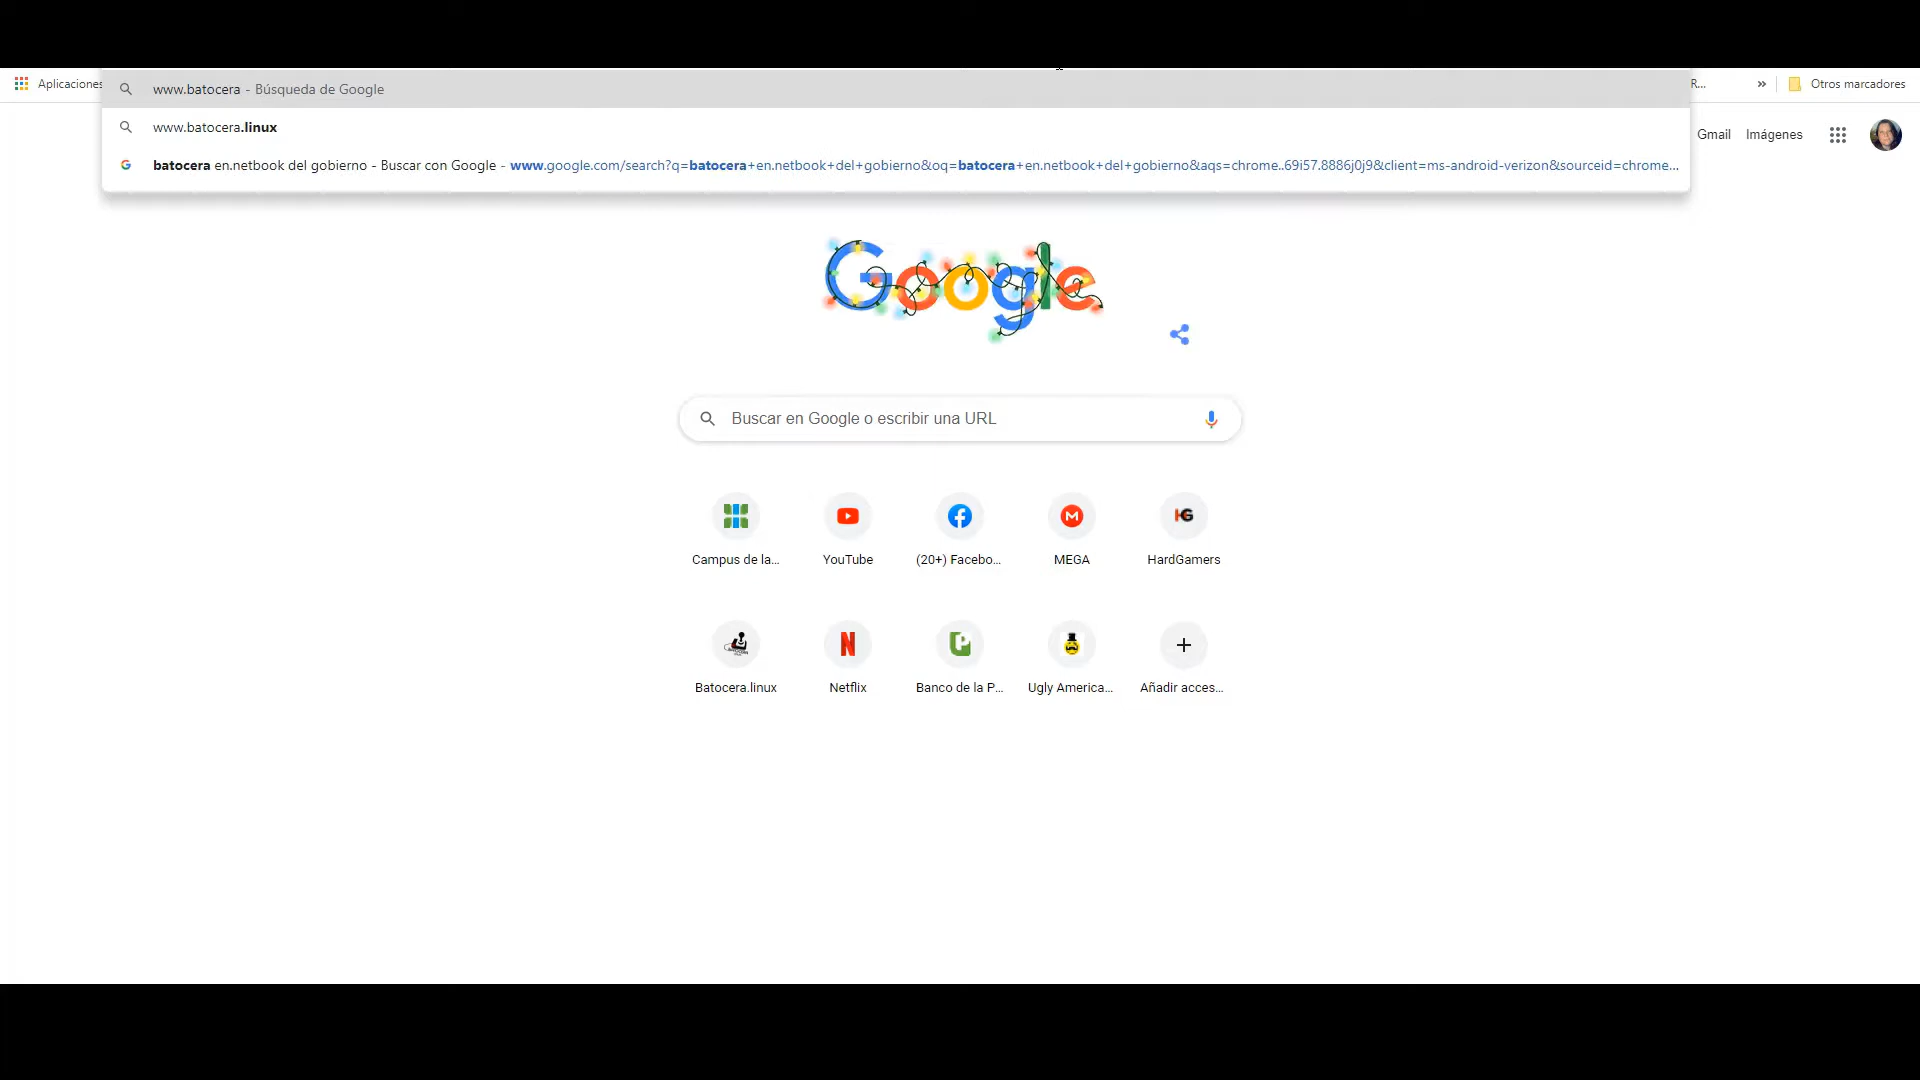 Aplicaciones
www.batocera - Búsqueda de Google
R...
»
Otros marcadores
www.batocera.linux
batocera en.netbook del gobierno - Buscar con Google - www.google.com/search?q=batocera+en.netbook+del+gobierno&oq=batocera+en.netbook+del+gobierno&aqs=chrome..69i57.8886j0j9&client=ms-android-verizon&sourceid=chrome...
Gmail
Imágenes
Google
Buscar en Google o escribir una URL
Campus de la...
YouTube
(20+) Facebo...
MEGA
HardGamers
Batocera.linux
Netflix
Banco de la P...
Ugly America...
Añadir acces...